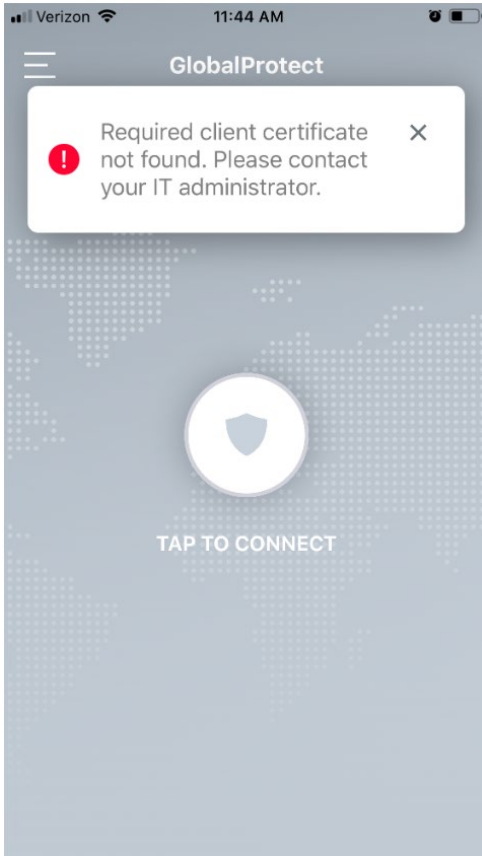 Verizon 11:44 AM
GlobalProtect
Required client certificate
not found. Please contact
your IT administrator.
TAP TO CONNECT